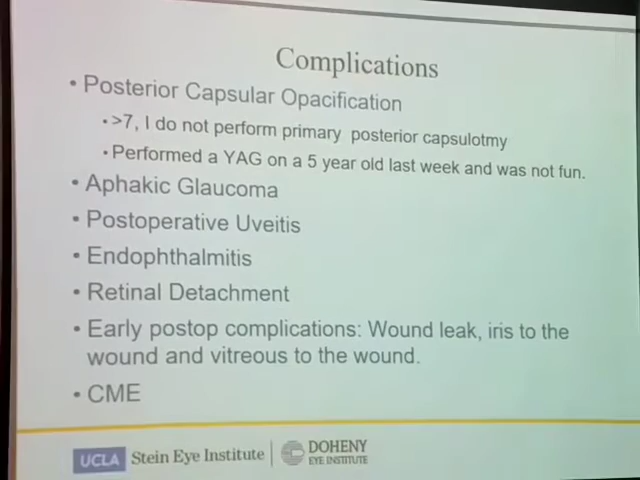 Complications
• Posterior Capsular Opacification
•>7, I do not perform primary posterior capsulotmy
•Performed a YAG on a 5 year old last week and was not fun.
• Aphakic Glaucoma
• Postoperative Uveitis
• Endophthalmitis
• Retinal Detachment
• Early postop complications: Wound leak, iris to the
wound and vitreous to the wound.
• CME
UCLA Stein Eye Institute DOHENY
EYE INSTITUTE